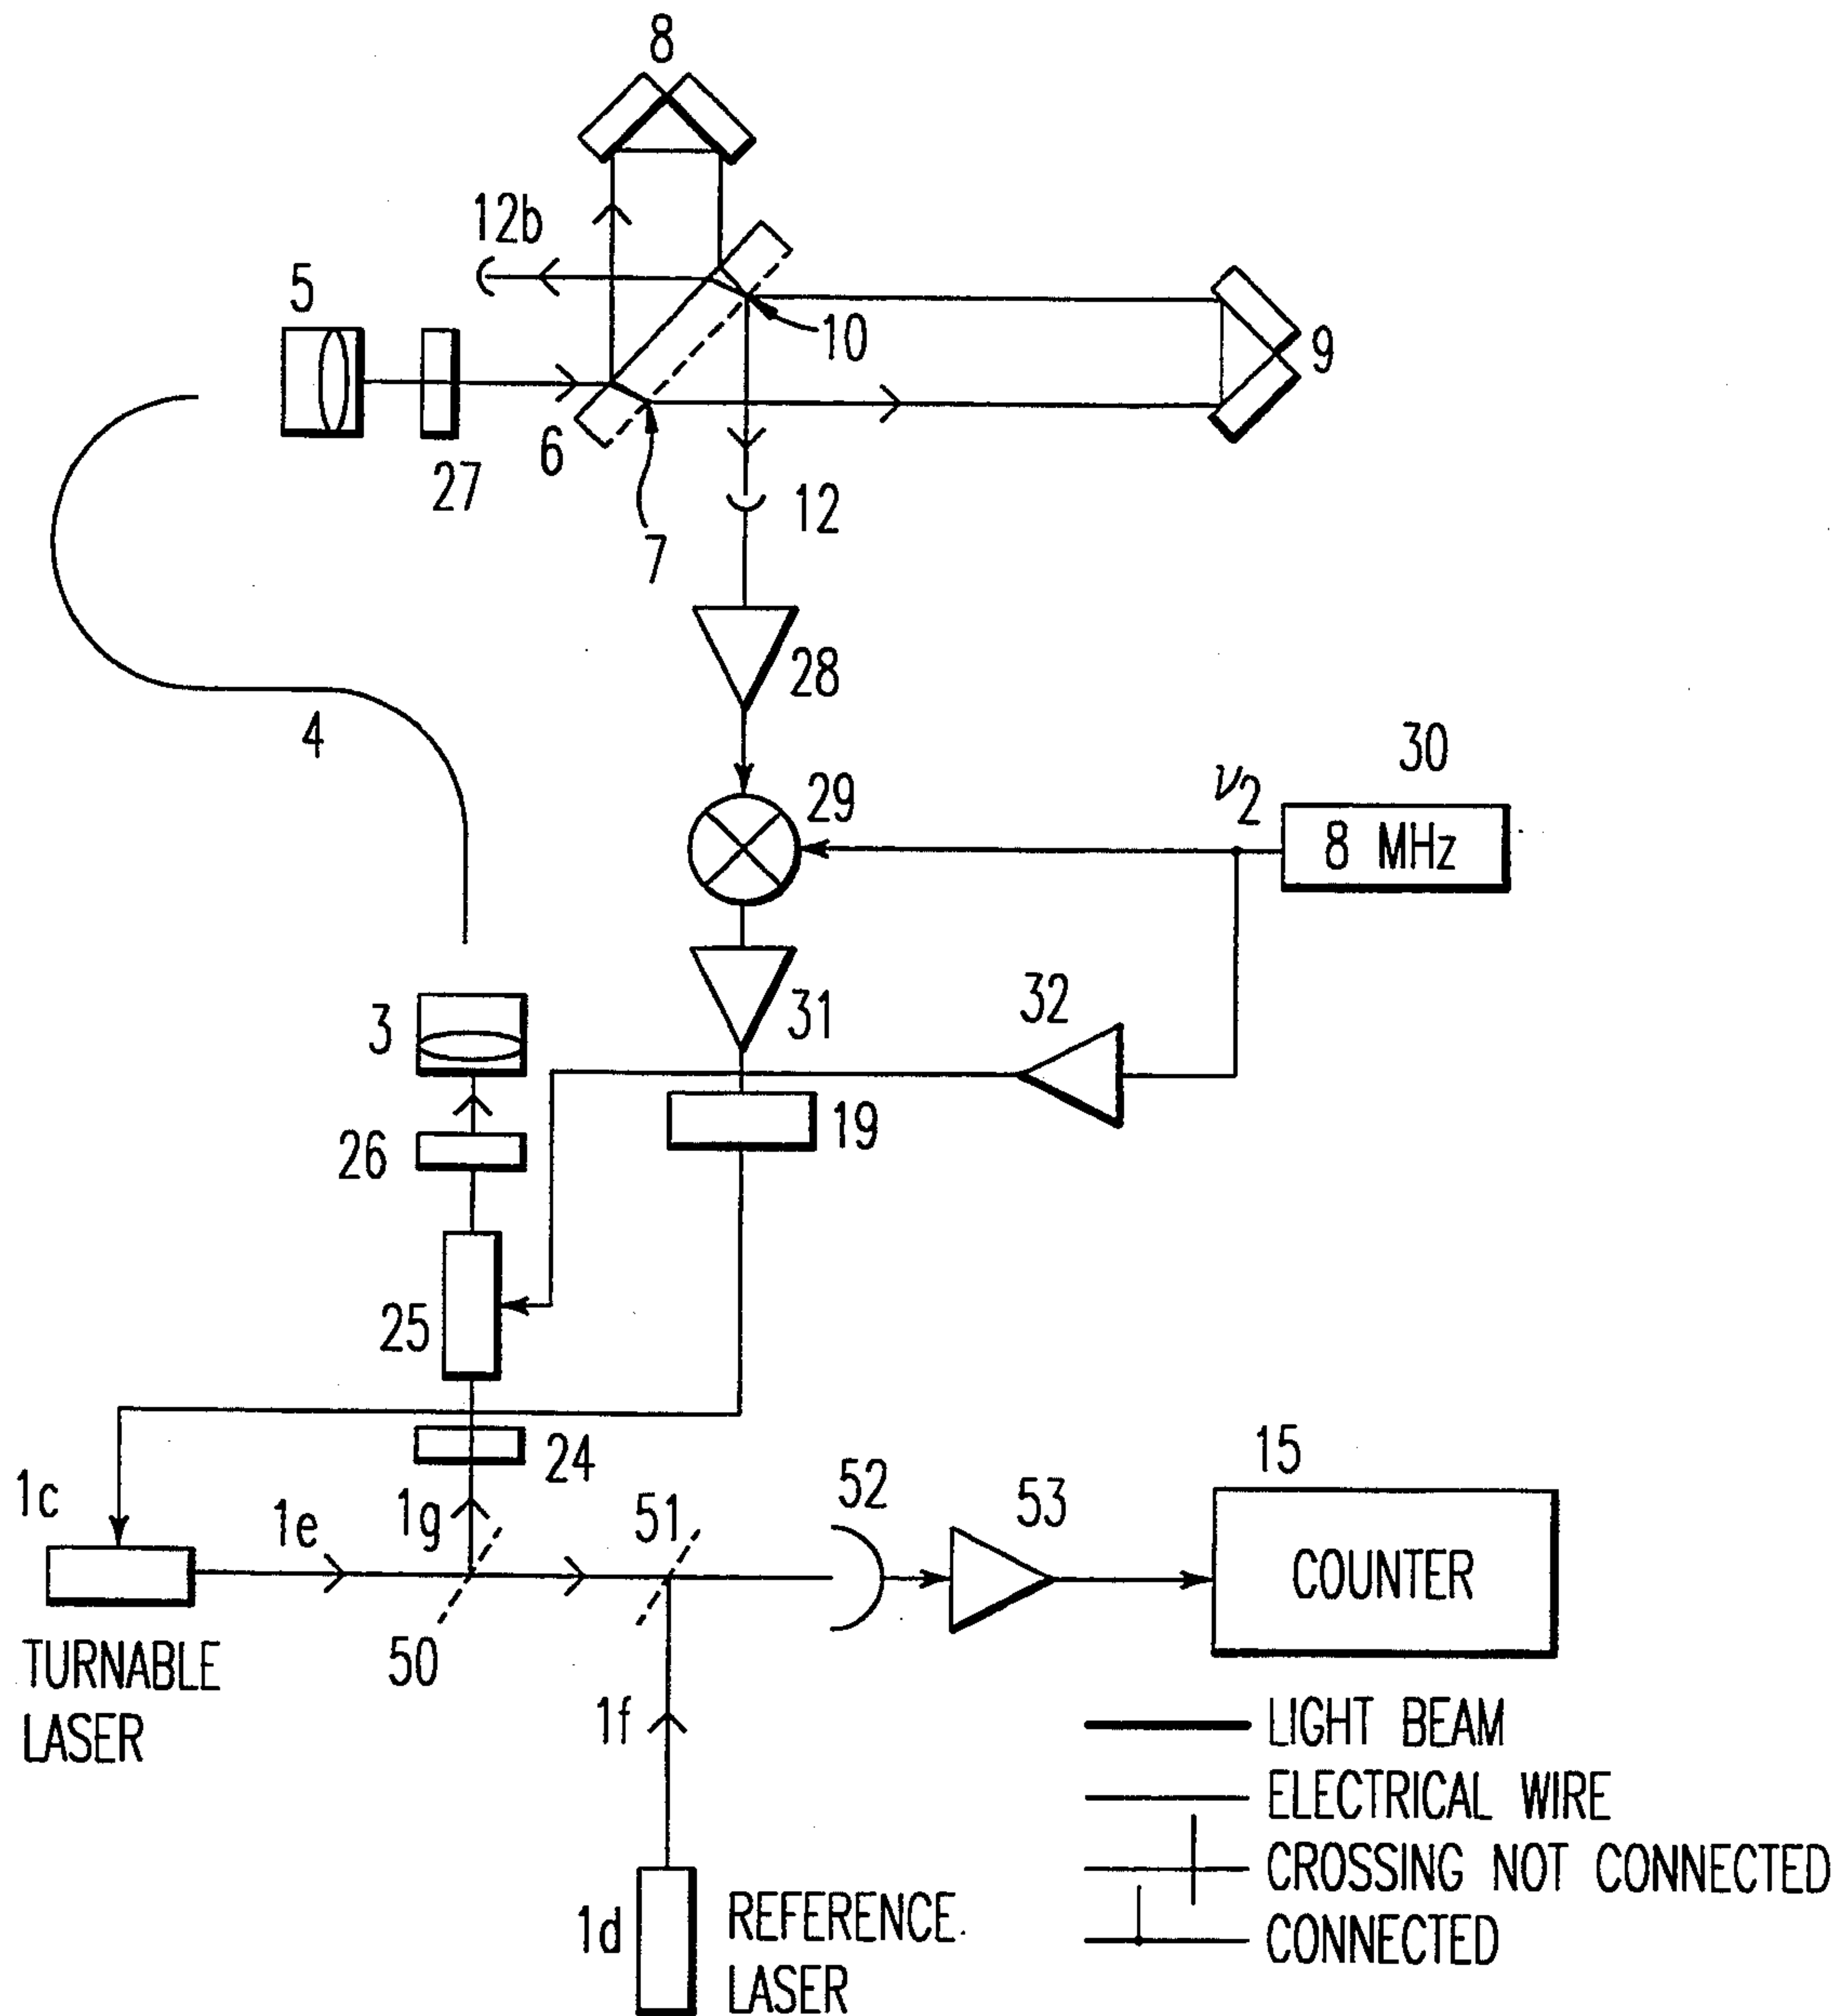 8
12b
5
10
9
6
27
7
12
28
4
30
ν2
29
8 MHz
3
31
32
26
19
25
24
15
1c
1e
1g
51
52
53
COUNTER
50
TURNABLE
LASER
1f
LIGHT BEAM
ELECTRICAL WIRE
CROSSING NOT CONNECTED
CONNECTED
1d
REFERENCE
LASER